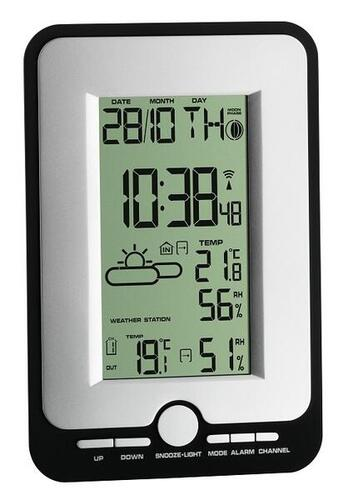 DATE MONTH DAY
28/10 TH MOON PHASE
10:38 48
IN TEMP
21.8 °C
56 RH %
WEATHER STATION
TEMP
OUT 19.1 °C 51 RH %
UP DOWN SNOOZE·LIGHT MODE ALARM CHANNEL